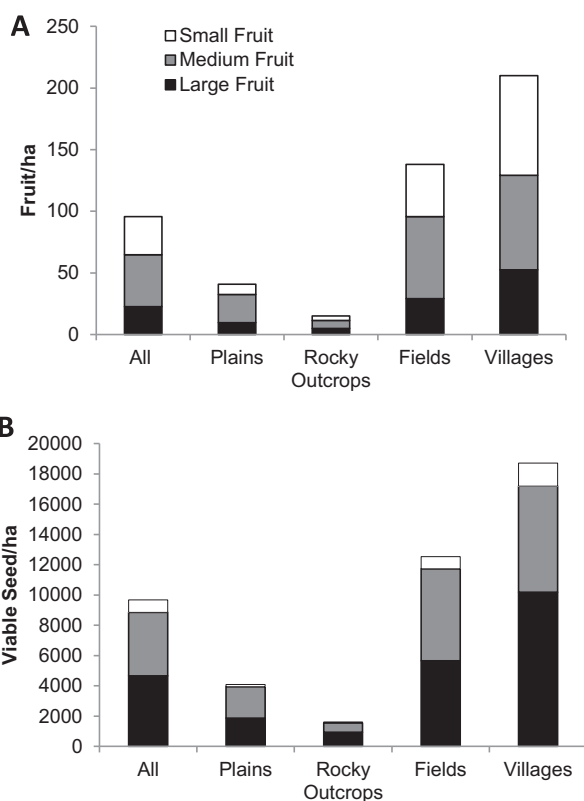 A
250
200
150
100
50
0
Fruit/ha
Small Fruit
Medium Fruit
Large Fruit
All
Plains
Rocky
Outcrops
Fields
Villages
B
20000
18000
16000
14000
12000
10000
8000
6000
4000
2000
0
Viable Seed/ha
All
Plains
Rocky
Outcrops
Fields
Villages